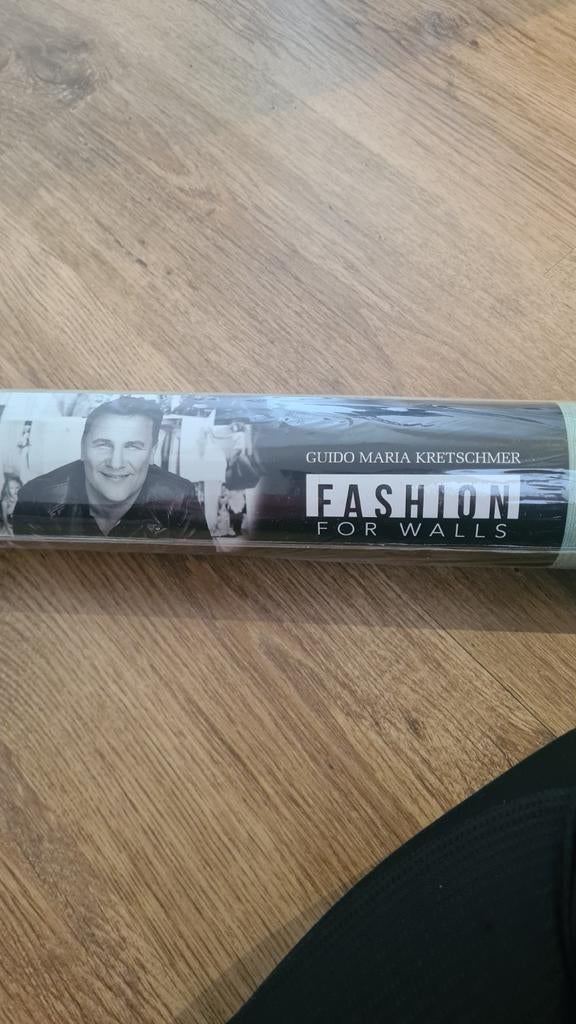 GUIDO MARIA KRETSCHMER
FASHION
FOR WALLS